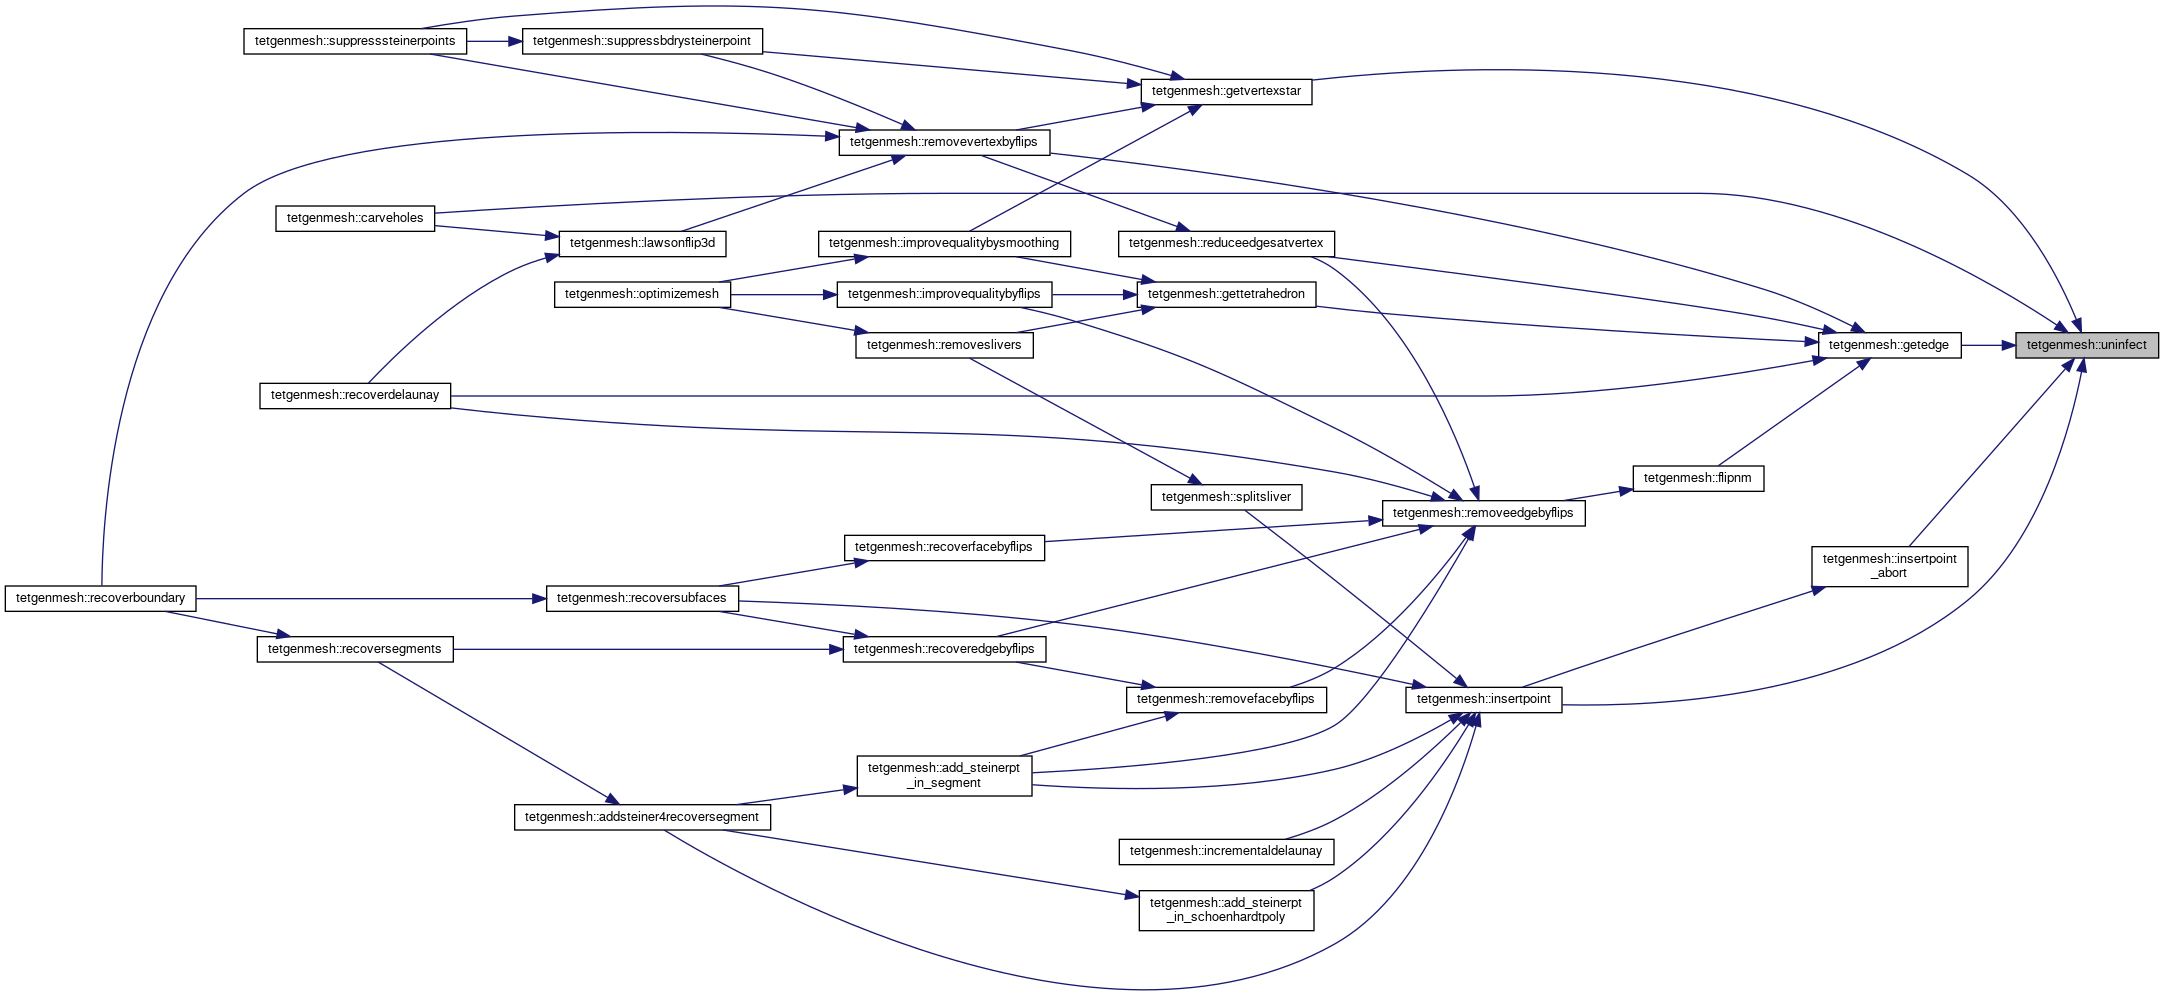 tetgenmesh::suppresssteinerpoints
tetgenmesh::suppressbdrysteinerpoint
tetgenmesh::getvertexstar
tetgenmesh::removevertexbyflips
tetgenmesh::carveholes
tetgenmesh::lawsonflip3d
tetgenmesh::improvequalitybysmoothing
tetgenmesh::reduceedgesatvertex
tetgenmesh::optimizemesh
tetgenmesh::improvequalitybyflips
tetgenmesh::gettetrahedron
tetgenmesh::removeslivers
tetgenmesh::getedge
tetgenmesh::uninfect
tetgenmesh::recoverdelaunay
tetgenmesh::flipnm
tetgenmesh::splitsliver
tetgenmesh::removeedgebyflips
tetgenmesh::recoverfacebyflips
tetgenmesh::insertpoint
_abort
tetgenmesh::recoverboundary
tetgenmesh::recoversubfaces
tetgenmesh::recoversegments
tetgenmesh::recoveredgebyflips
tetgenmesh::removefacebyflips
tetgenmesh::insertpoint
tetgenmesh::add_steinerpt
_in_segment
tetgenmesh::addsteiner4recoversegment
tetgenmesh::incrementaldelaunay
tetgenmesh::add_steinerpt
_in_schoenhardtpoly